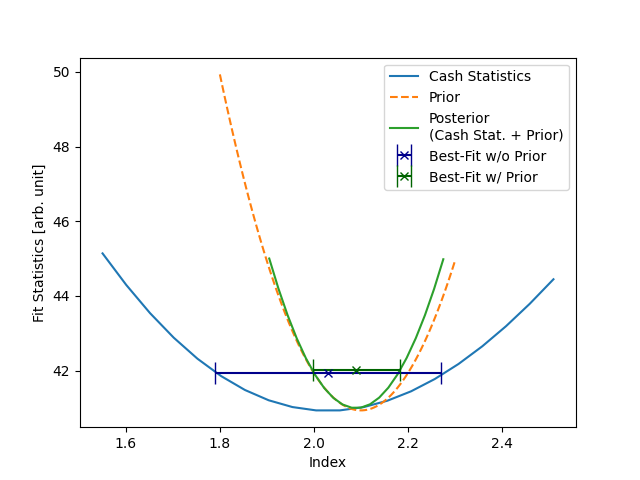 50
48
46
44
42
Fit Statistics [arb. unit]
1.6
1.8
2.0
2.2
2.4
Index
Cash Statistics
Prior
Posterior
(Cash Stat. + Prior)
Best-Fit w/o Prior
Best-Fit w/ Prior